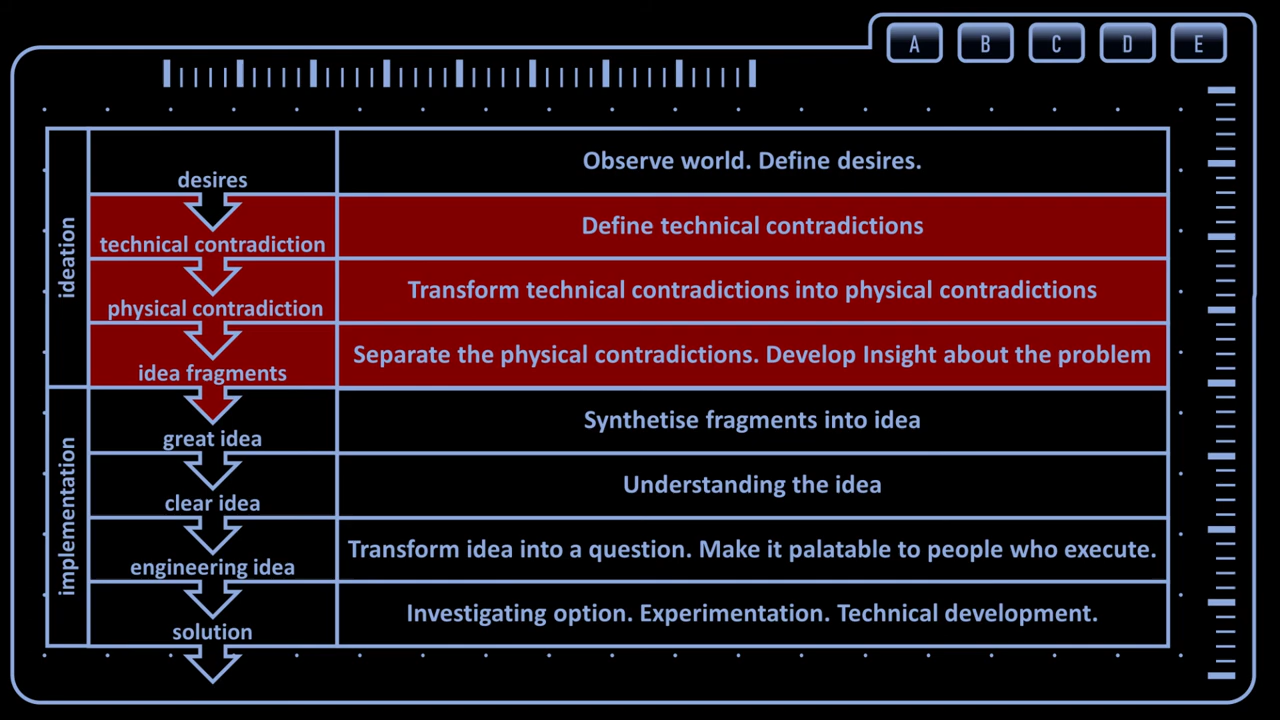 A B C D E
ideation
desires
Observe world. Define desires.
technical contradiction
Define technical contradictions
physical contradiction
Transform technical contradictions into physical contradictions
idea fragments
Separate the physical contradictions. Develop Insight about the problem
implementation
great idea
Synthetise fragments into idea
clear idea
Understanding the idea
engineering idea
Transform idea into a question. Make it palatable to people who execute.
solution
Investigating option. Experimentation. Technical development.